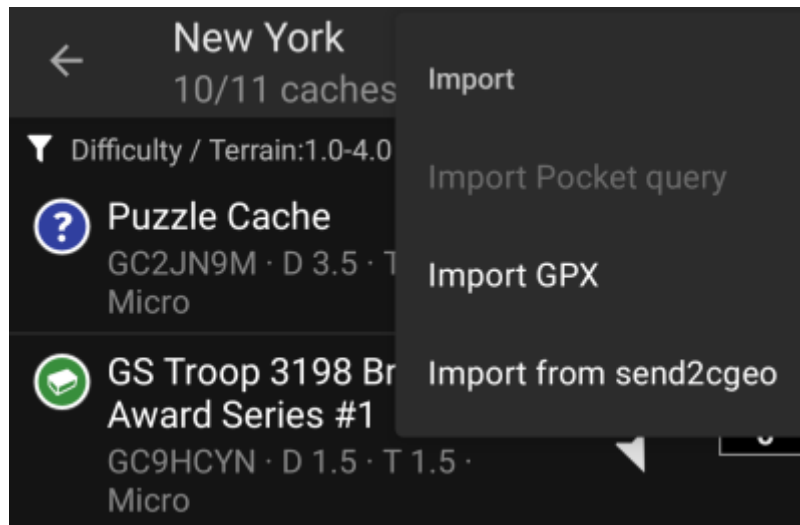 New York
10/11 caches
Difficulty / Terrain:1.0-4.0
Puzzle Cache
GC2JN9M · D 3.5 · T
Micro
GS Troop 3198 Br
Award Series #1
GC9HCYN · D 1.5 · T 1.5 ·
Micro
Import
Import Pocket query
Import GPX
Import from send2cgeo